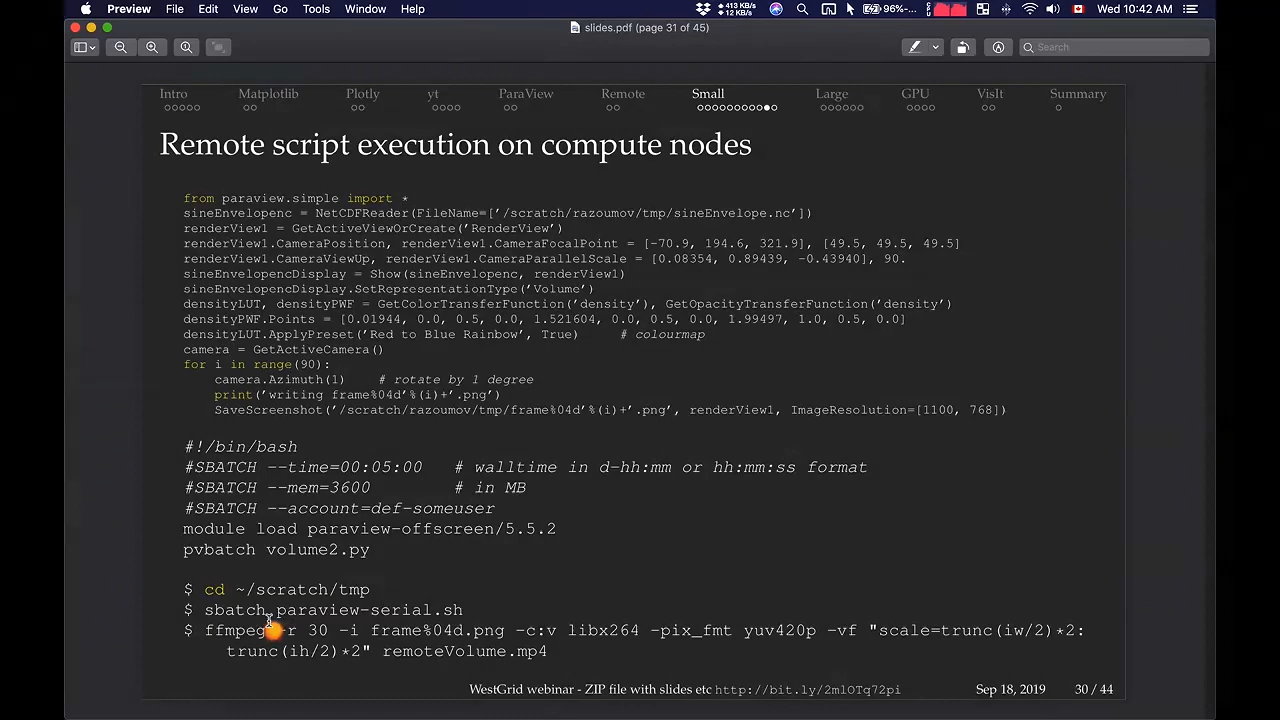 Preview File Edit View Go Tools Window Help
413 KB/s
12 KB/s
96%
Wed 10:42 AM
slides.pdf (page 31 of 45)
Search
Intro Matplotlib Plotly yt ParaView Remote Small Large GPU VisIt Summary
Remote script execution on compute nodes
from paraview.simple import *
sineEnvelopenc = NetCDFReader(FileName=['/scratch/razoumov/tmp/sineEnvelope.nc'])
renderView1 = GetActiveViewOrCreate('RenderView')
renderView1.CameraPosition, renderView1.CameraFocalPoint = [-70.9, 194.6, 321.9], [49.5, 49.5, 49.5]
renderView1.CameraViewUp, renderView1.CameraParallelScale = [0.08354, 0.89439, -0.43940], 90.
sineEnvelopencDisplay = Show(sineEnvelopenc, renderView1)
sineEnvelopencDisplay.SetRepresentationType('Volume')
densityLUT, densityPWF = GetColorTransferFunction('density'), GetOpacityTransferFunction('density')
densityPWF.Points = [0.01944, 0.0, 0.5, 0.0, 1.521604, 0.0, 0.5, 0.0, 1.99497, 1.0, 0.5, 0.0]
densityLUT.ApplyPreset('Red to Blue Rainbow', True) # colourmap
camera = GetActiveCamera()
for i in range(90):
camera.Azimuth(1) # rotate by 1 degree
print('writing frame%04d'%(i)+'.png')
SaveScreenshot('/scratch/razoumov/tmp/frame%04d'%(i)+'.png', renderView1, ImageResolution=[1100, 768])
#!/bin/bash
#SBATCH --time=00:05:00 # walltime in d-hh:mm or hh:mm:ss format
#SBATCH --mem=3600 # in MB
#SBATCH --account=def-someuser
module load paraview-offscreen/5.5.2
pvbatch volume2.py
$ cd ~/scratch/tmp
$ sbatch paraview-serial.sh
$ ffmpeg -r 30 -i frame%04d.png -c:v libx264 -pix_fmt yuv420p -vf "scale=trunc(iw/2)*2:
trunc(ih/2)*2" remoteVolume.mp4
WestGrid webinar - ZIP file with slides etc http://bit.ly/2mlOTq72pi Sep 18, 2019 30 / 44